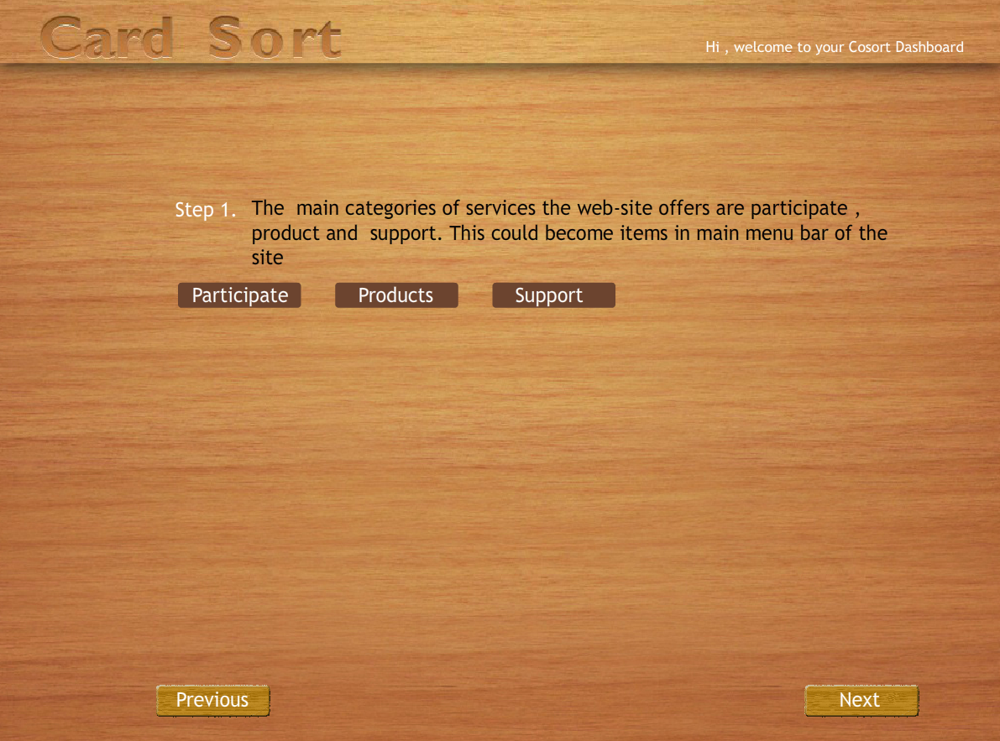 Card Sort
Hi , welcome to your Cosort Dashboard
Step 1. The  main categories of services the web-site offers are participate ,
product and  support. This could become items in main menu bar of the
site
Participate Products Support
Previous Next